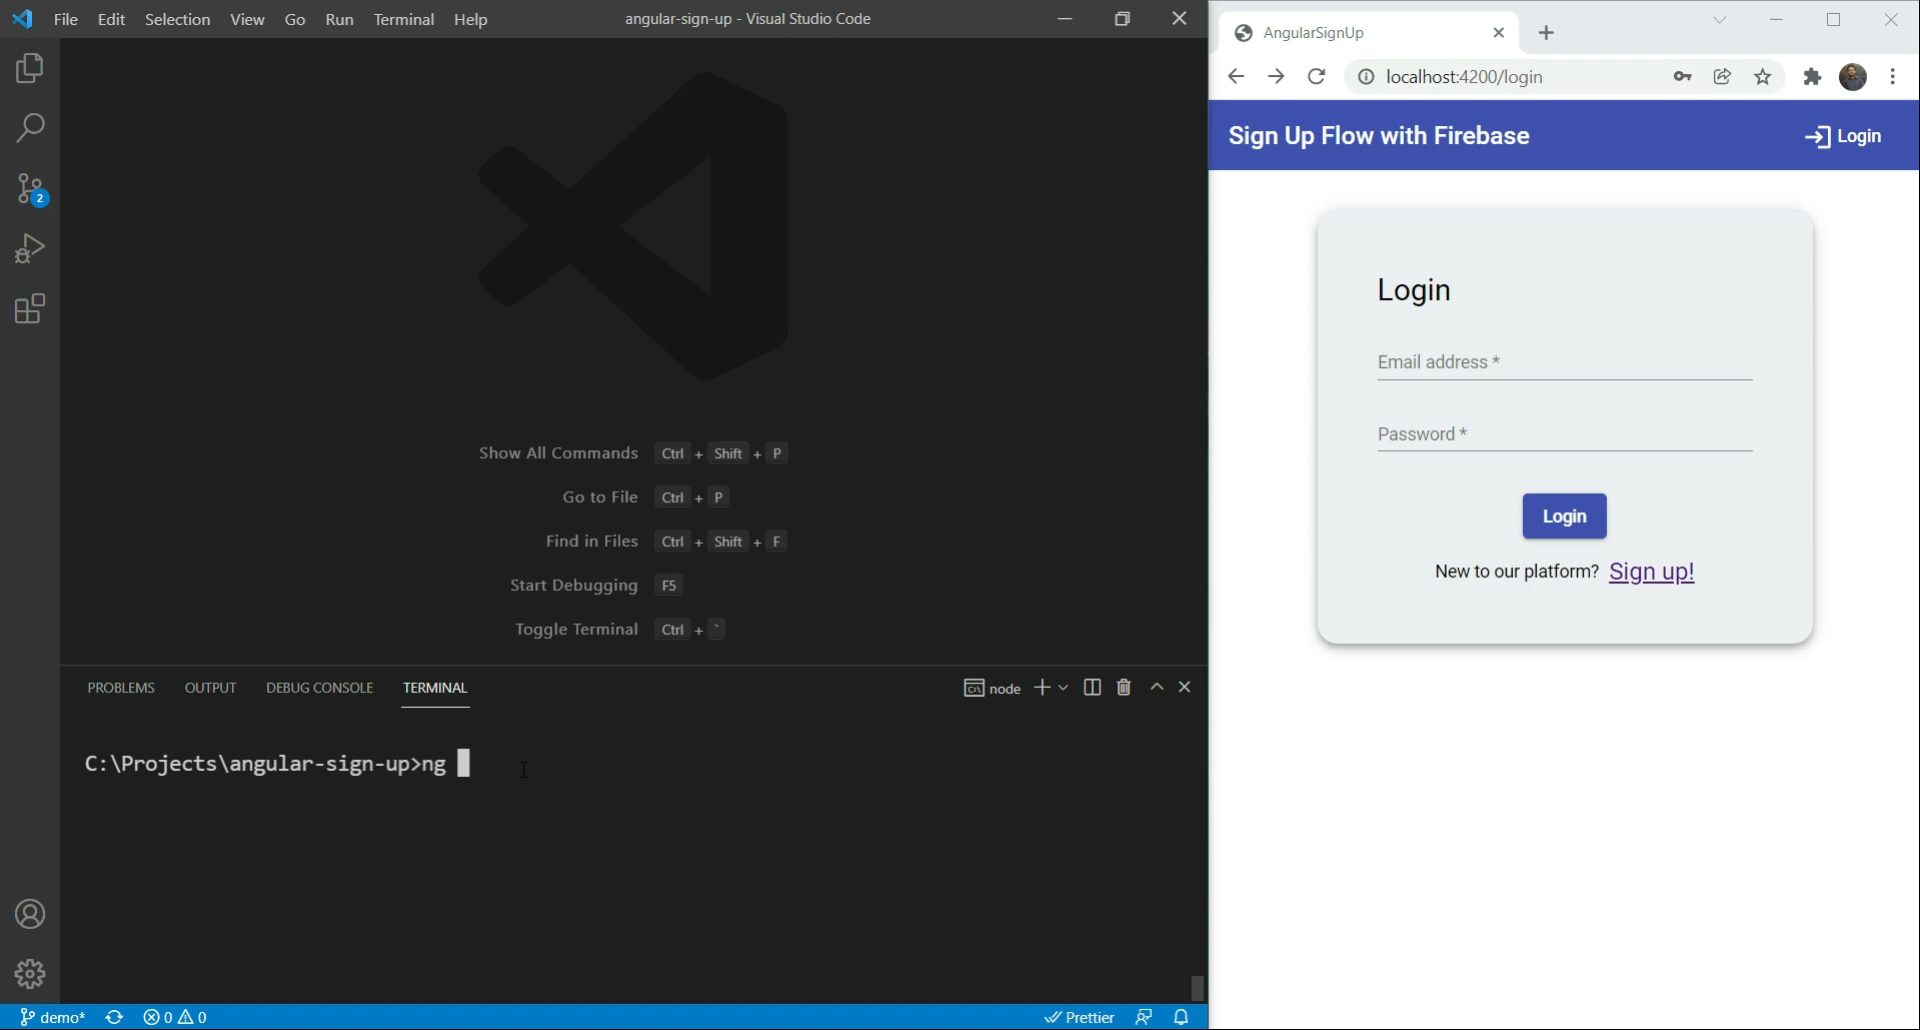 File Edit Selection View Go Run Terminal Help
angular-sign-up - Visual Studio Code
2
Show All Commands Ctrl + Shift + P
Go to File Ctrl + P
Find in Files Ctrl + Shift + F
Start Debugging F5
Toggle Terminal Ctrl + `
PROBLEMS OUTPUT DEBUG CONSOLE TERMINAL
node
C:\Projects\angular-sign-up>ng
demo* 0 0
Prettier
AngularSignUp
localhost:4200/login
Sign Up Flow with Firebase
Login
Login
Email address *
Password *
Login
New to our platform? Sign up!